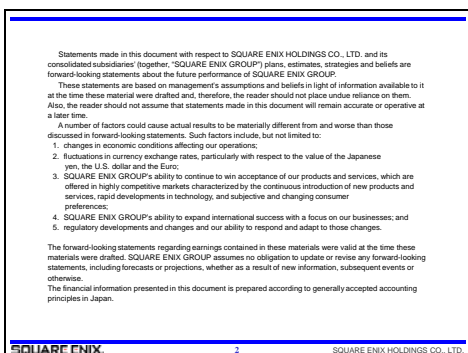 Statements made in this document with respect to SQUARE ENIX HOLDINGS CO., LTD. and its
consolidated subsidiaries' (together, "SQUARE ENIX GROUP") plans, estimates, strategies and beliefs are
forward-looking statements about the future performance of SQUARE ENIX GROUP.
These statements are based on management's assumptions and beliefs in light of information available to it
at the time these material were drafted and, therefore, the reader should not place undue reliance on them.
Also, the reader should not assume that statements made in this document will remain accurate or operative at
a later time.
A number of factors could cause actual results to be materially different from and worse than those
discussed in forward-looking statements. Such factors include, but not limited to:
1. changes in economic conditions affecting our operations;
2. fluctuations in currency exchange rates, particularly with respect to the value of the Japanese
yen, the U.S. dollar and the Euro;
3. SQUARE ENIX GROUP's ability to continue to win acceptance of our products and services, which are
offered in highly competitive markets characterized by the continuous introduction of new products and
services, rapid developments in technology, and subjective and changing consumer
preferences;
4. SQUARE ENIX GROUP's ability to expand international success with a focus on our businesses; and
5. regulatory developments and changes and our ability to respond and adapt to those changes.
The forward-looking statements regarding earnings contained in these materials were valid at the time these
materials were drafted. SQUARE ENIX GROUP assumes no obligation to update or revise any forward-looking
statements, including forecasts or projections, whether as a result of new information, subsequent events or
otherwise.
The financial information presented in this document is prepared according to generally accepted accounting
principles in Japan.
SQUARE ENIX.
2
SQUARE ENIX HOLDINGS CO., LTD.